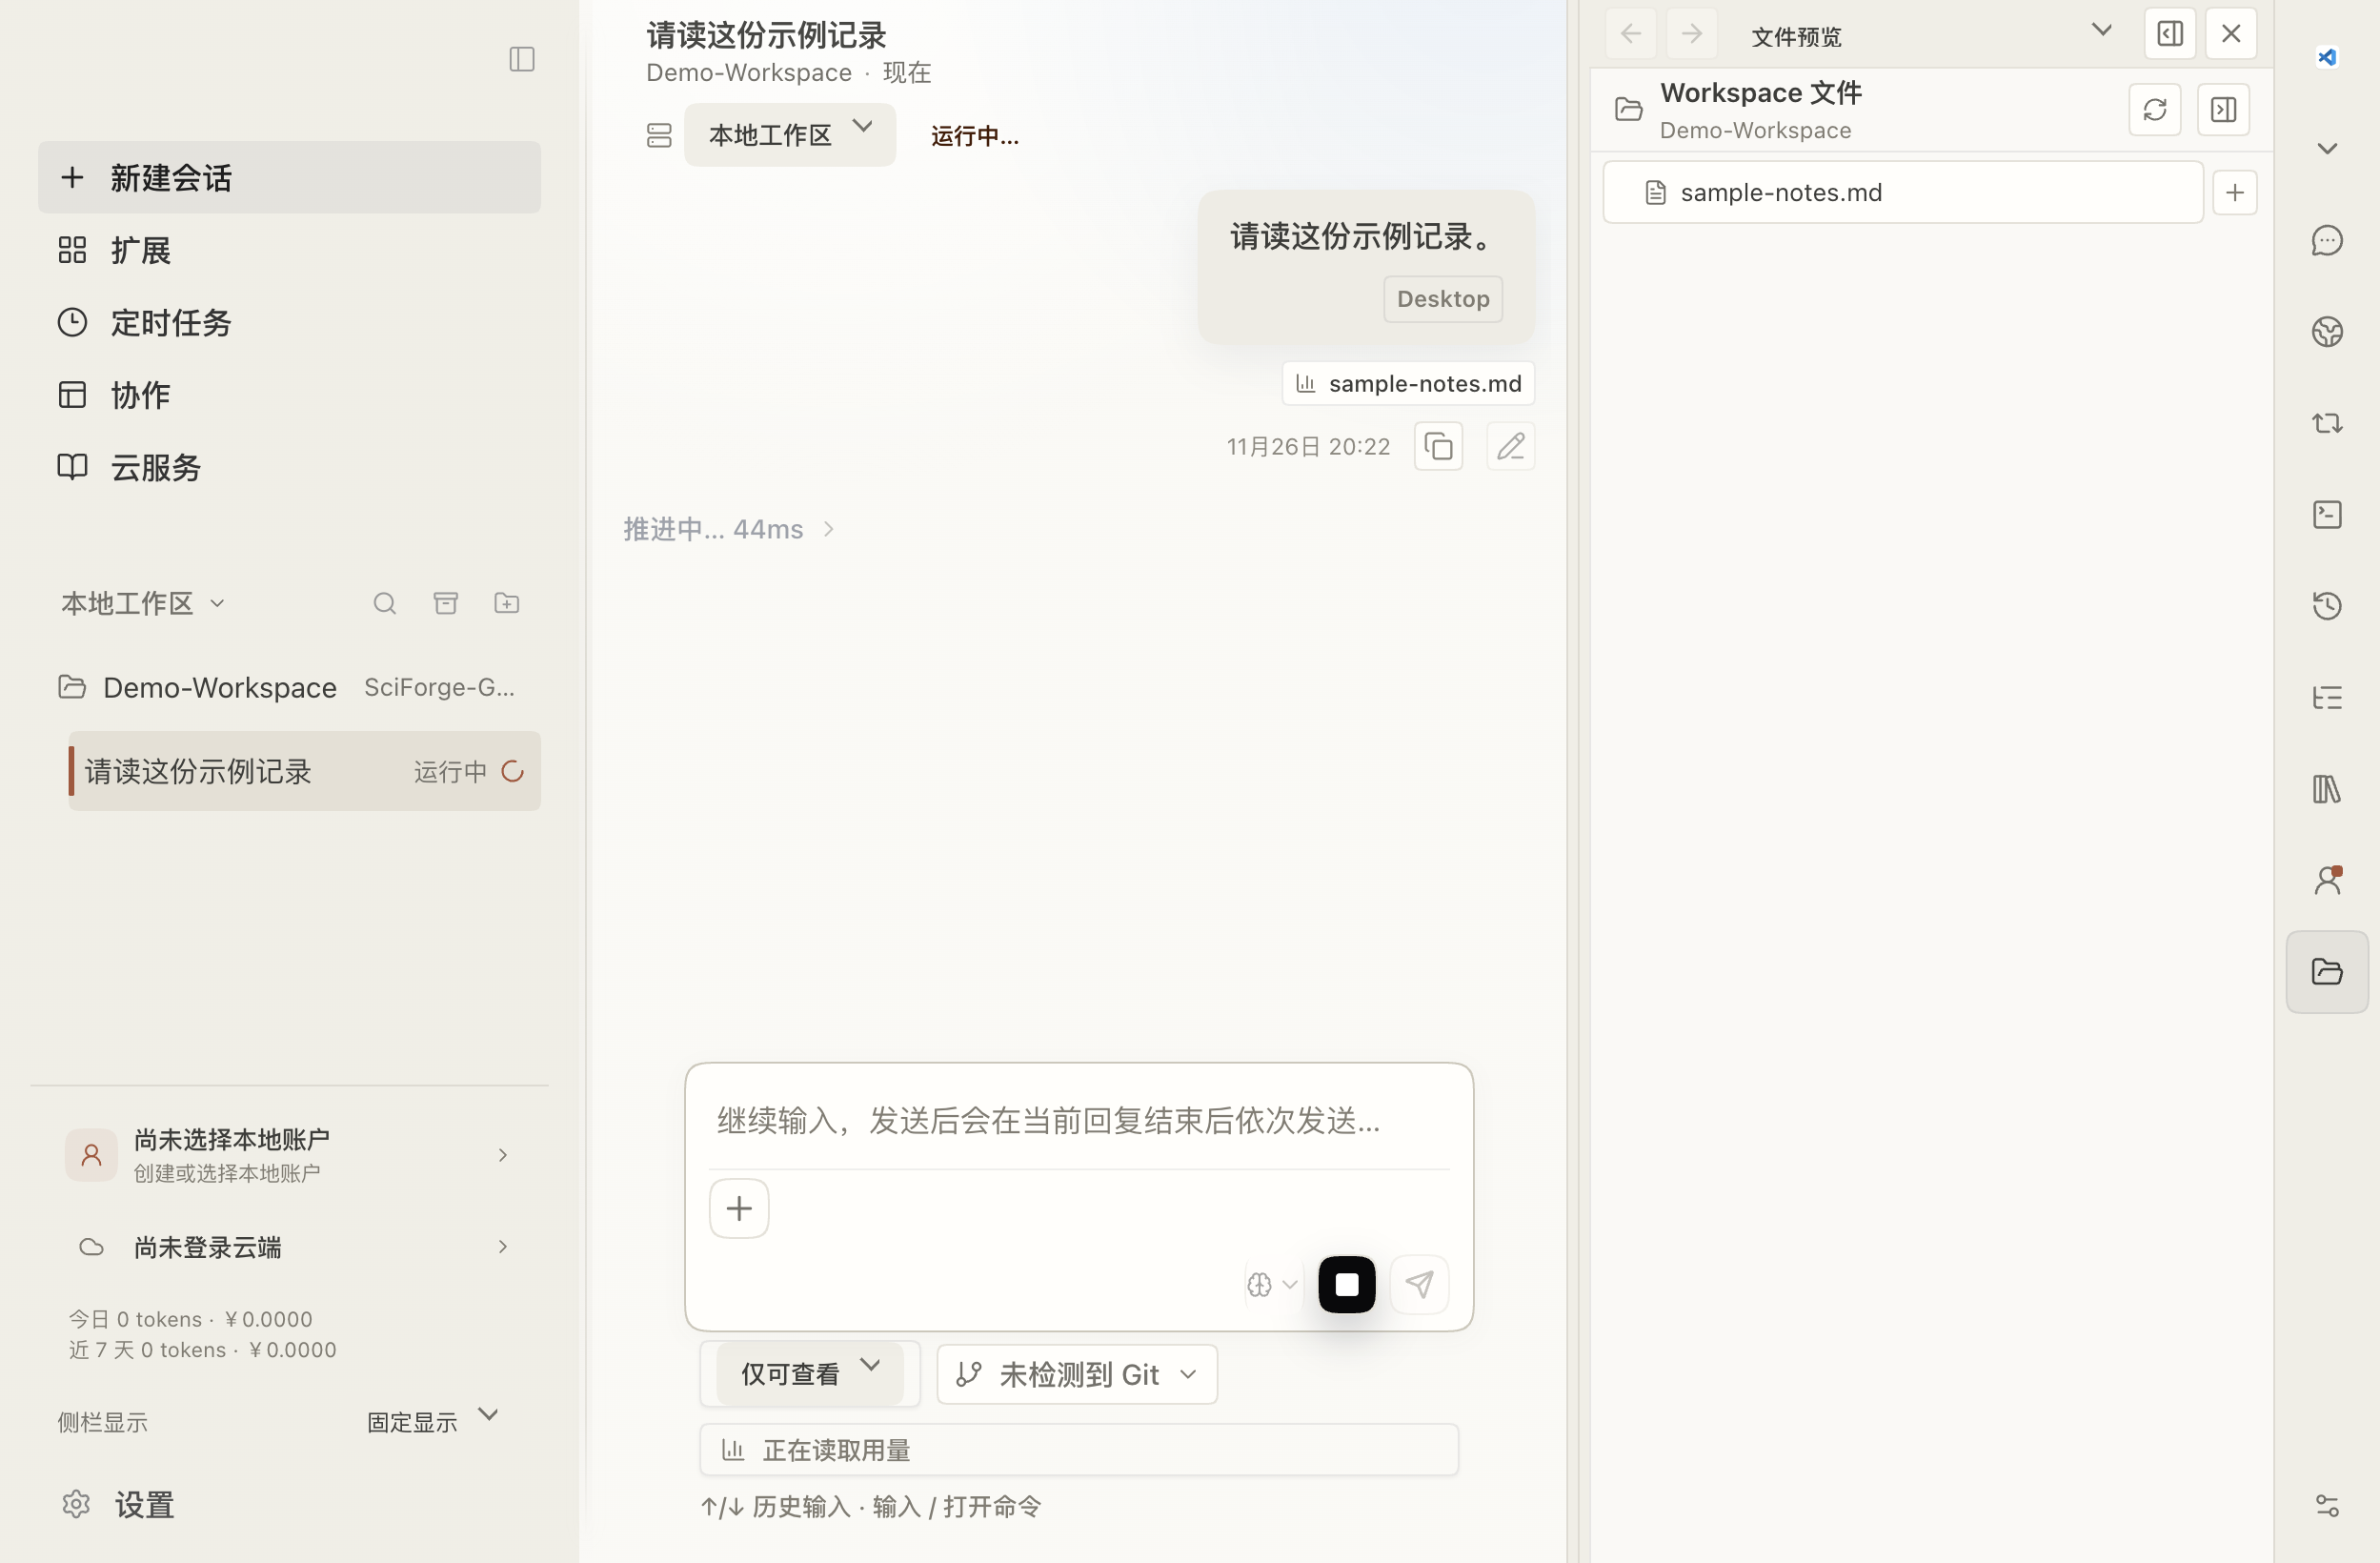 新建会话
扩展
定时任务
协作
云服务
本地工作区
Demo-Workspace SciForge-G...
请读这份示例记录 运行中
尚未选择本地账户
创建或选择本地账户
尚未登录云端
今日 0 tokens · ¥0.0000
近 7 天 0 tokens · ¥0.0000
侧栏显示 固定显示
设置
请读这份示例记录
Demo-Workspace · 现在
本地工作区 运行中...
请读这份示例记录。
Desktop
sample-notes.md
11月26日 20:22
推进中... 44ms
继续输入，发送后会在当前回复结束后依次发送...
仅可查看 未检测到 Git
正在读取用量
↑/↓ 历史输入 · 输入 / 打开命令
文件预览
Workspace 文件
Demo-Workspace
sample-notes.md